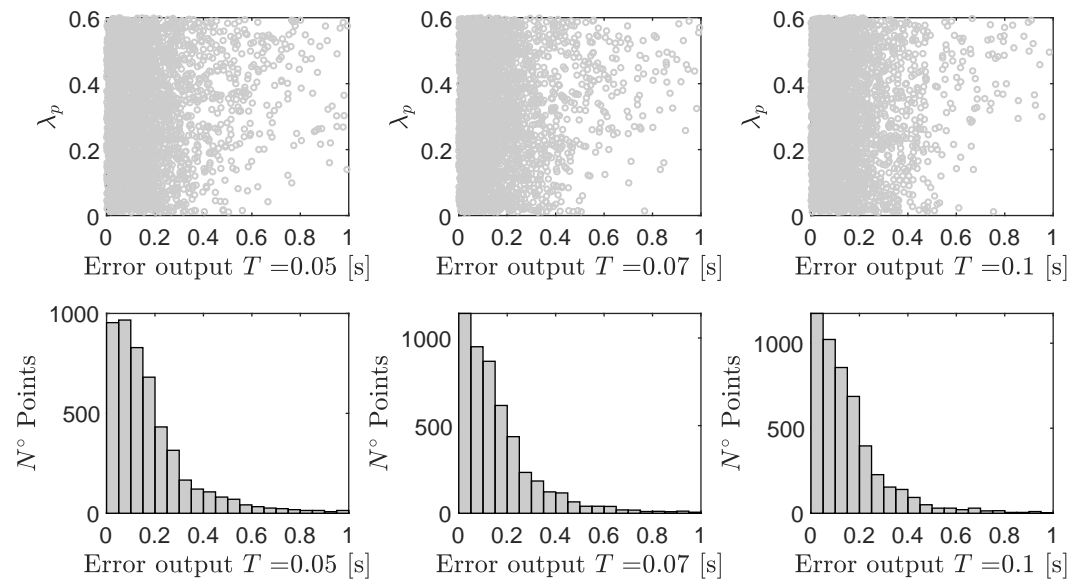 0.6
0.4
0.2
0
λp
0 0.2 0.4 0.6 0.8 1
Error output T =0.05 [s]
0.6
0.4
0.2
0
λp
0 0.2 0.4 0.6 0.8 1
Error output T =0.07 [s]
0.6
0.4
0.2
0
λp
0 0.2 0.4 0.6 0.8 1
Error output T =0.1 [s]
1000
500
0
N° Points
0 0.2 0.4 0.6 0.8 1
Error output T =0.05 [s]
1000
500
0
N° Points
0 0.2 0.4 0.6 0.8 1
Error output T =0.07 [s]
1000
500
0
N° Points
0 0.2 0.4 0.6 0.8 1
Error output T =0.1 [s]